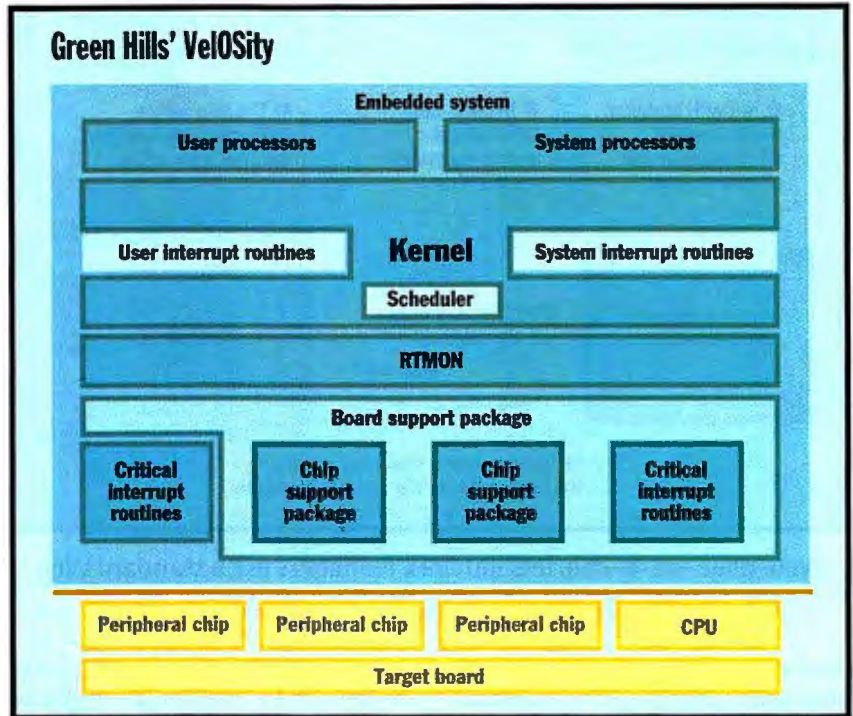 Green Hills' VelOSity
Embedded system
User processors
System processors
User interrupt routines
Kernel
System interrupt routines
Scheduler
RTMON
Board support package
Critical
interrupt
routines
Chip
support
package
Chip
support
package
Critical
interrupt
routines
Peripheral chip
Peripheral chip
Peripheral chip
CPU
Target board